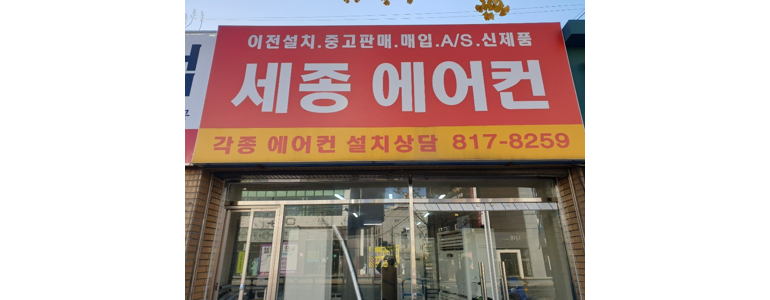 이전설치.중고판매.매입.A/S.신제품
세종 에어컨
각종 에어컨 설치상담 817-8259